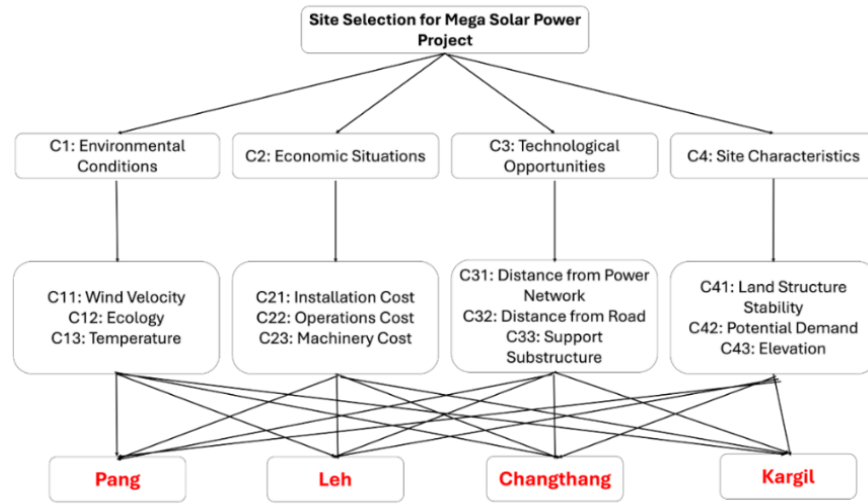 Site Selection for Mega Solar Power
Project
C1: Environmental
Conditions
C2: Economic Situations
C3: Technological
Opportunities
C4: Site Characteristics
C11: Wind Velocity
C12: Ecology
C13: Temperature
C21: Installation Cost
C22: Operations Cost
C23: Machinery Cost
C31: Distance from Power
Network
C32: Distance from Road
C33: Support
Substructure
C41: Land Structure
Stability
C42: Potential Demand
C43: Elevation
Pang
Leh
Changthang
Kargil